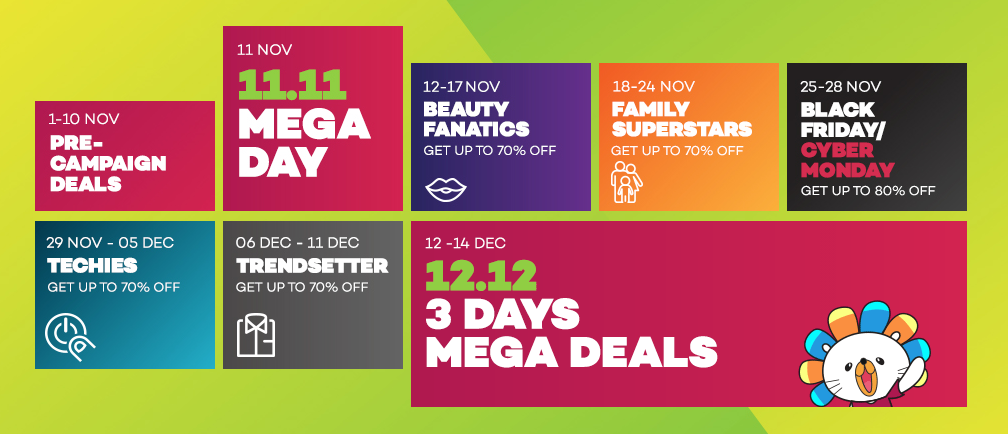 1-10 NOV
PRE-
CAMPAIGN
DEALS
11 NOV
11.11
MEGA
DAY
12-17 NOV
BEAUTY
FANATICS
GET UP TO 70% OFF
18-24 NOV
FAMILY
SUPERSTARS
GET UP TO 70% OFF
25-28 NOV
BLACK
FRIDAY/
CYBER
MONDAY
GET UP TO 80% OFF
29 NOV - 05 DEC
TECHIES
GET UP TO 70% OFF
06 DEC - 11 DEC
TRENDSETTER
GET UP TO 70% OFF
12 -14 DEC
12.12
3 DAYS
MEGA DEALS